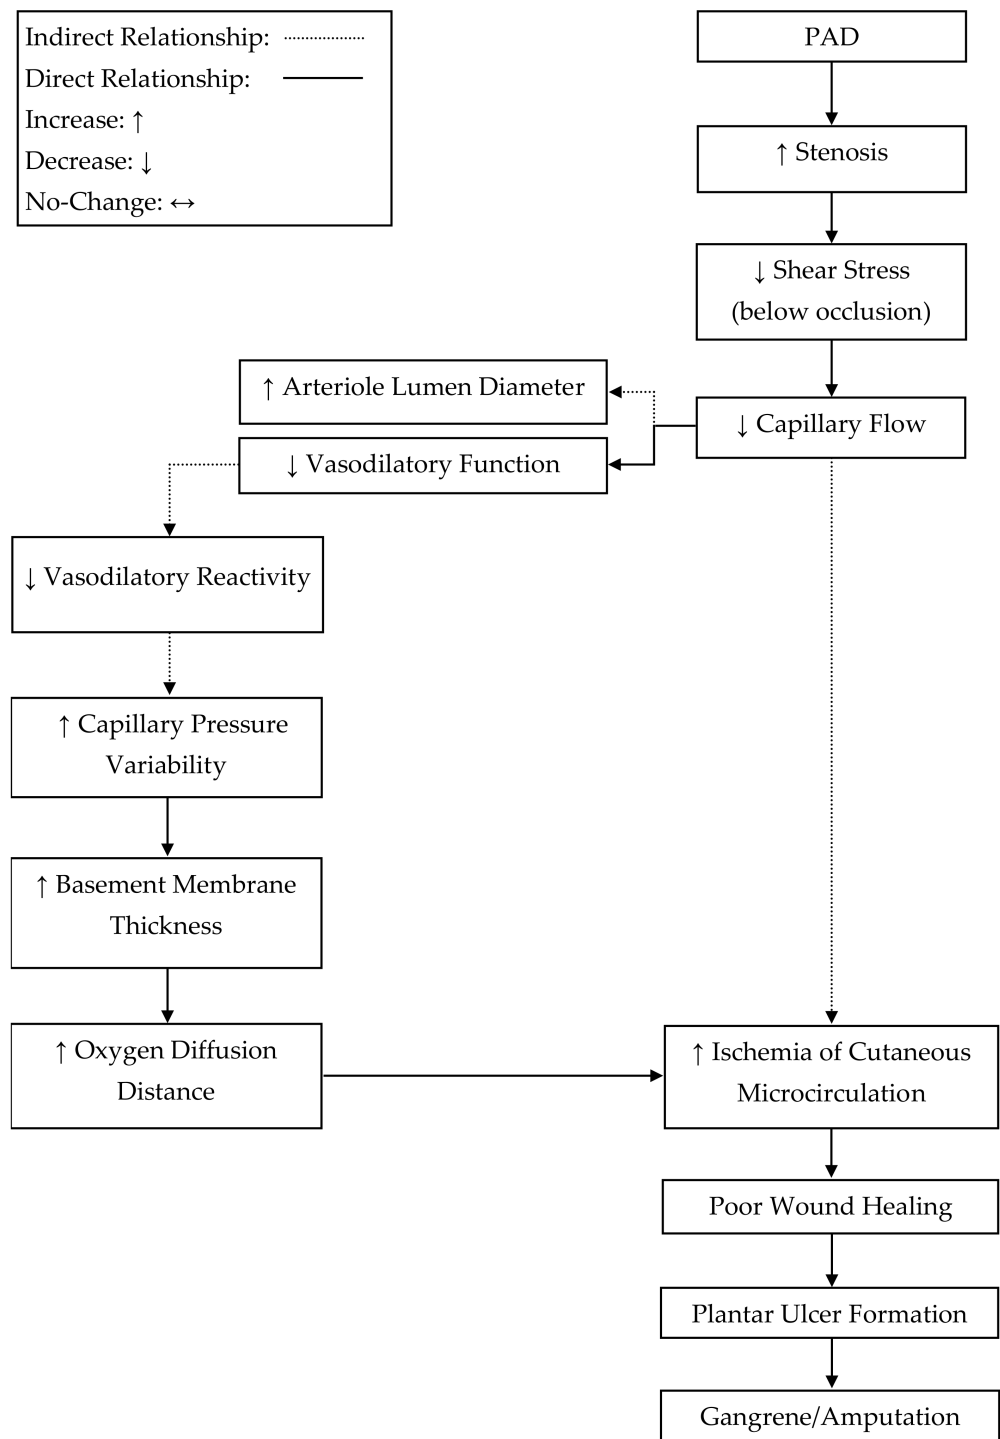 Indirect Relationship:
Direct Relationship:
Increase: ↑
Decrease: ↓
No-Change: ↔
PAD
↑ Stenosis
↓ Shear Stress
(below occlusion)
↑ Arteriole Lumen Diameter
↓ Capillary Flow
↓ Vasodilatory Function
↓ Vasodilatory Reactivity
↑ Capillary Pressure
Variability
↑ Basement Membrane
Thickness
↑ Oxygen Diffusion
Distance
↑ Ischemia of Cutaneous
Microcirculation
Poor Wound Healing
Plantar Ulcer Formation
Gangrene/Amputation